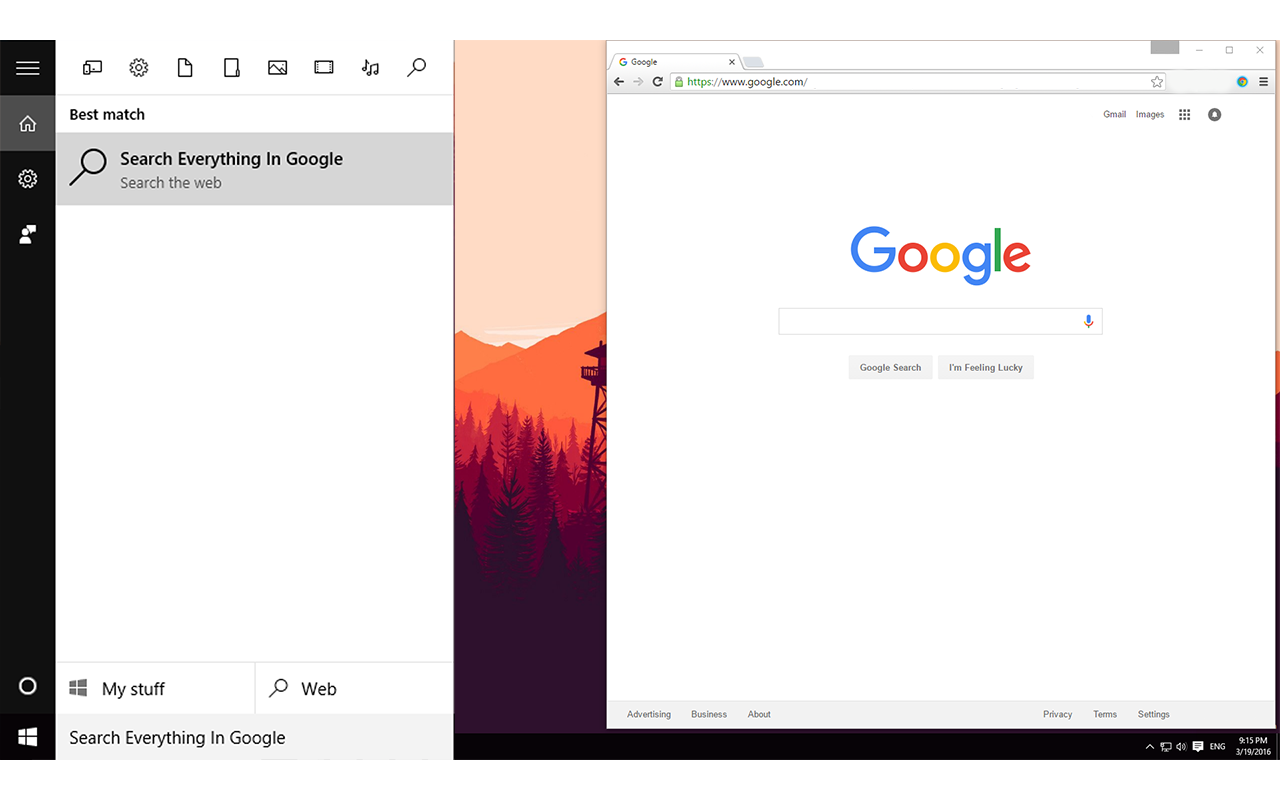 Best match
Search Everything In Google
Search the web
My stuff
Web
Search Everything In Google
Google
https://www.google.com/
Gmail Images
Google
Google Search I'm Feeling Lucky
Advertising Business About Privacy Terms Settings
ENG
9:15 PM
3/19/2016